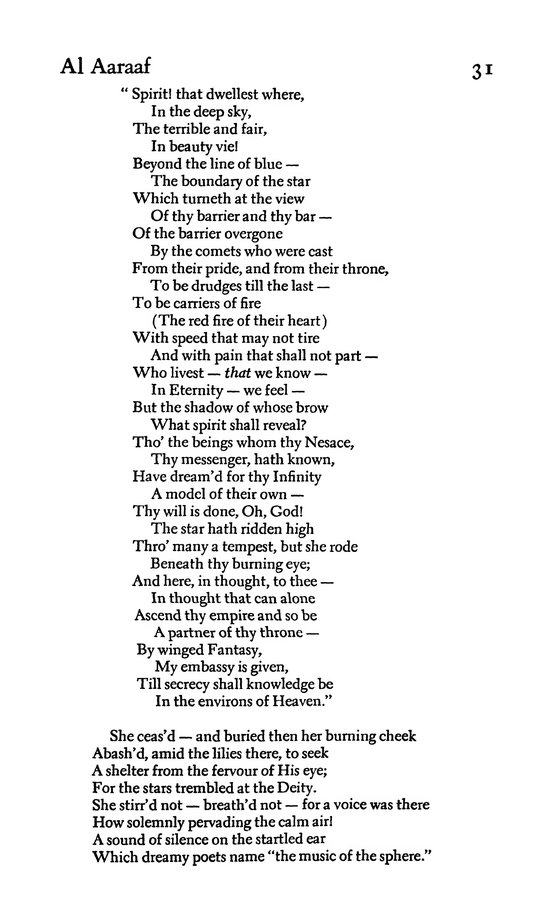 Al Aaraaf 31
“ Spirit! that dwellest where,
In the deep sky,
The terrible and fair,
In beauty vie!
Beyond the line of blue —
The boundary of the star
Which turneth at the view
Of thy barrier and thy bar —
Of the barrier overgone
By the comets who were cast
From their pride, and from their throne,
To be drudges till the last —
To be carriers of fire
(The red fire of their heart)
With speed that may not tire
And with pain that shall not part —
Who livest — that we know —
In Eternity — we feel —
But the shadow of whose brow
What spirit shall reveal?
Tho’ the beings whom thy Nesace,
Thy messenger, hath known,
Have dream’d for thy Infinity
A model of their own —
Thy will is done, Oh, God!
The star hath ridden high
Thro’ many a tempest, but she rode
Beneath thy burning eye;
And here, in thought, to thee —
In thought that can alone
Ascend thy empire and so be
A partner of thy throne —
By winged Fantasy,
My embassy is given,
Till secrecy shall knowledge be
In the environs of Heaven.”
She ceas’d — and buried then her burning cheek
Abash’d, amid the lilies there, to seek
A shelter from the fervour of His eye;
For the stars trembled at the Deity.
She stirr’d not — breath’d not — for a voice was there
How solemnly pervading the calm air!
A sound of silence on the startled ear
Which dreamy poets name “the music of the sphere.”